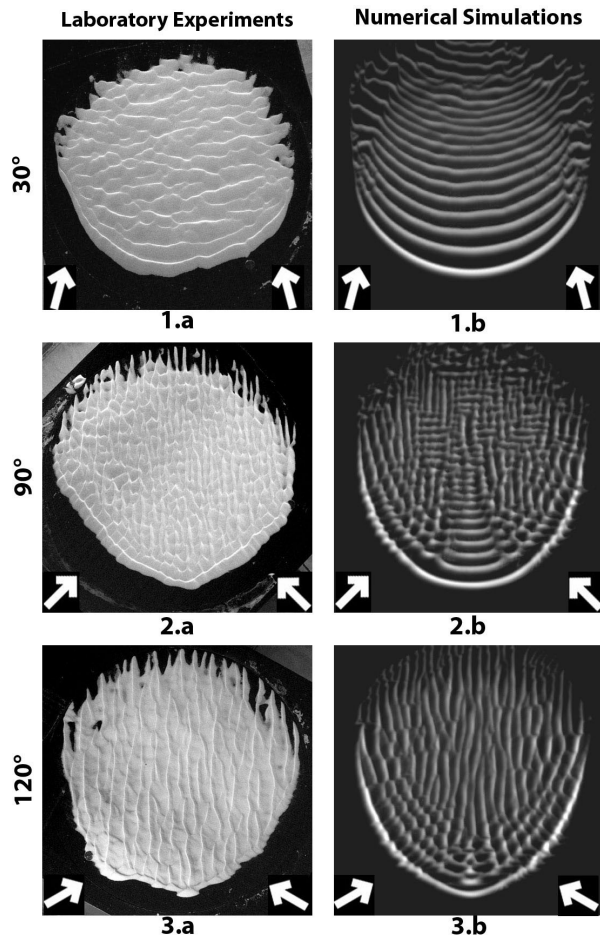 Laboratory Experiments
Numerical Simulations
30°
1.a
1.b
90°
2.a
2.b
120°
3.a
3.b